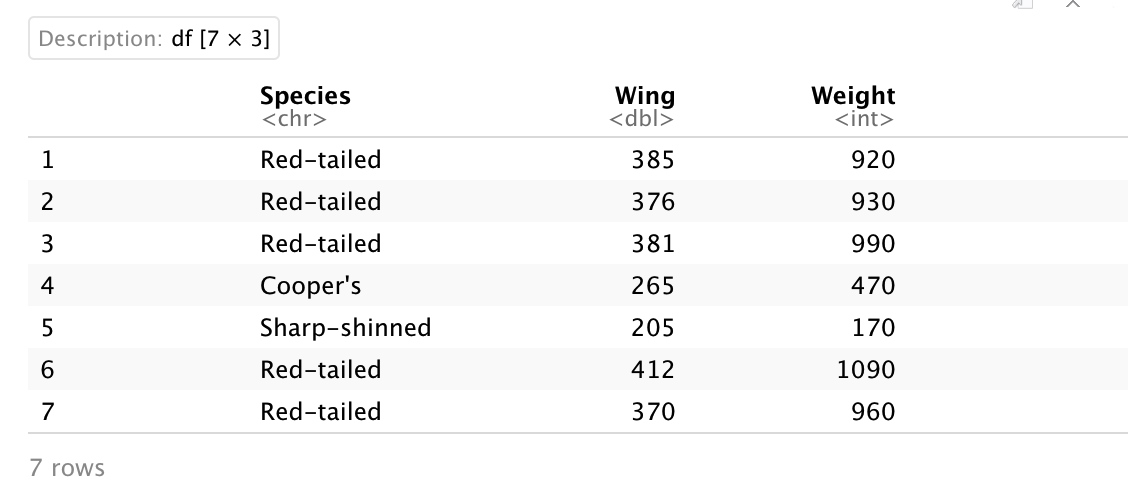 Description: df [7 × 3]
Species Wing Weight
<chr> <dbl> <int>
1 Red-tailed 385 920
2 Red-tailed 376 930
3 Red-tailed 381 990
4 Cooper's 265 470
5 Sharp-shinned 205 170
6 Red-tailed 412 1090
7 Red-tailed 370 960
7 rows